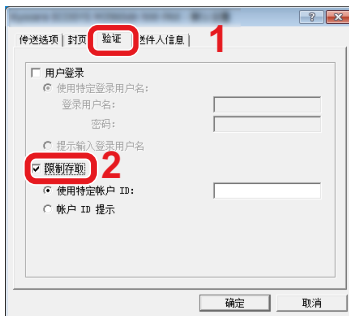 传送选项 封页 验证 送件人信息
1
用户登录
使用特定登录用户名:
登录用户名:
密码:
提示输入登录用户名
限制存取
2
使用特定帐户 ID:
帐户 ID 提示
确定 取消